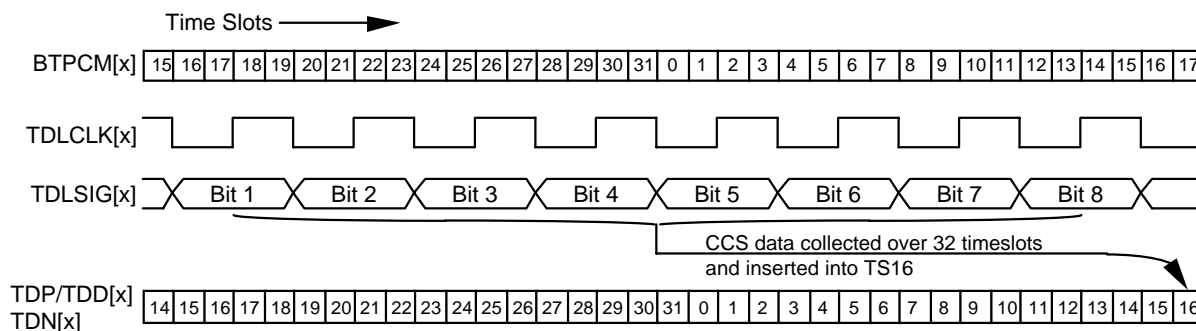 Time Slots
BTPCM[x] 15 16 17 18 19 20 21 22 23 24 25 26 27 28 29 30 31 0 1 2 3 4 5 6 7 8 9 10 11 12 13 14 15 16 17
TDLCLK[x]
TDLSIG[x] Bit 1 Bit 2 Bit 3 Bit 4 Bit 5 Bit 6 Bit 7 Bit 8
CCS data collected over 32 timeslots
and inserted into TS16
TDP/TDD[x] 14 15 16 17 18 19 20 21 22 23 24 25 26 27 28 29 30 31 0 1 2 3 4 5 6 7 8 9 10 11 12 13 14 15 16
TDN[x]